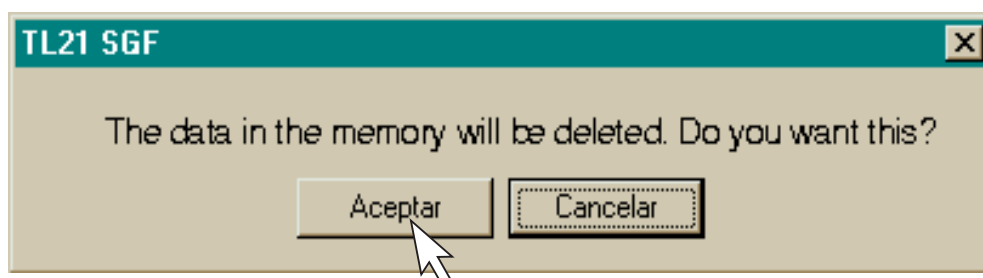 TL21 SGF
The data in the memory will be deleted. Do you want this?
Aceptar Cancelar